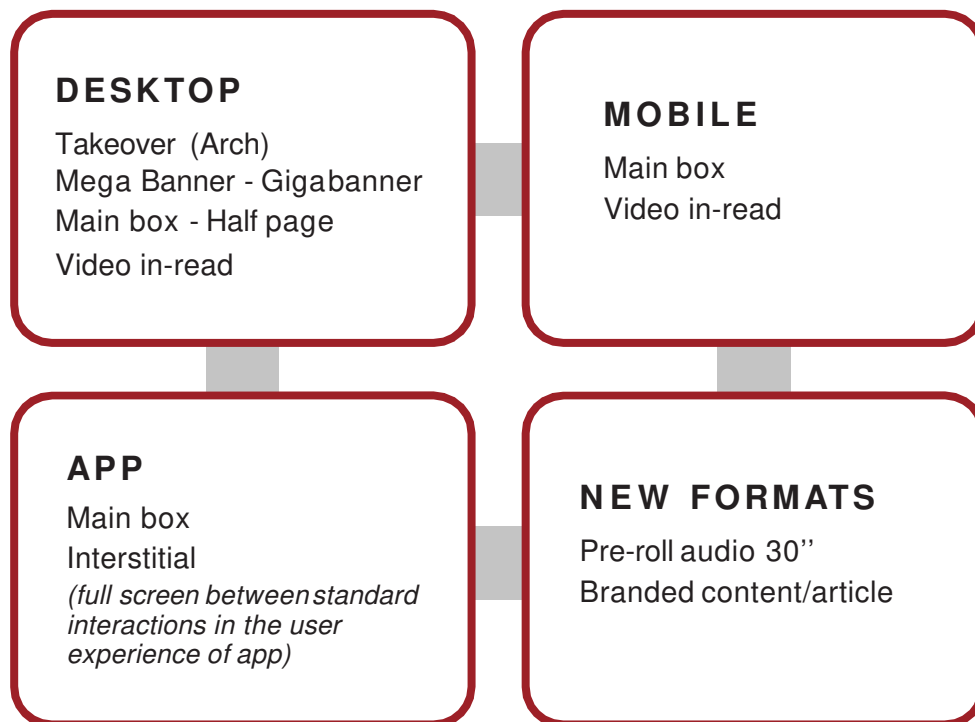 DESKTOP
Takeover (Arch)
Mega Banner - Gigabanner
Main box - Half page
Video in-read
MOBILE
Main box
Video in-read
APP
Main box
Interstitial
(full screen between standard
interactions in the user
experience of app)
NEW FORMATS
Pre-roll audio 30’’
Branded content/article